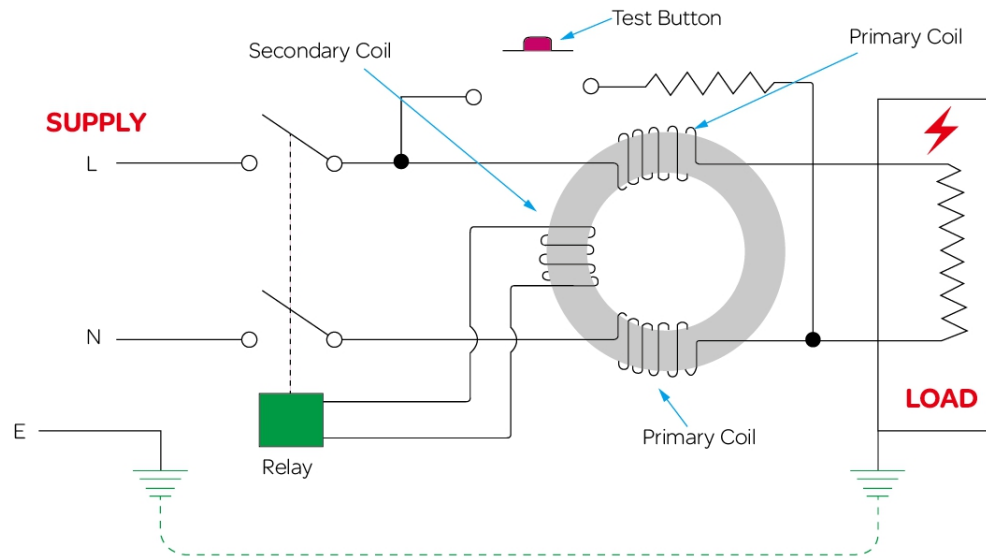 Test Button
Secondary Coil
Primary Coil
SUPPLY
L
N
E
Relay
Primary Coil
LOAD